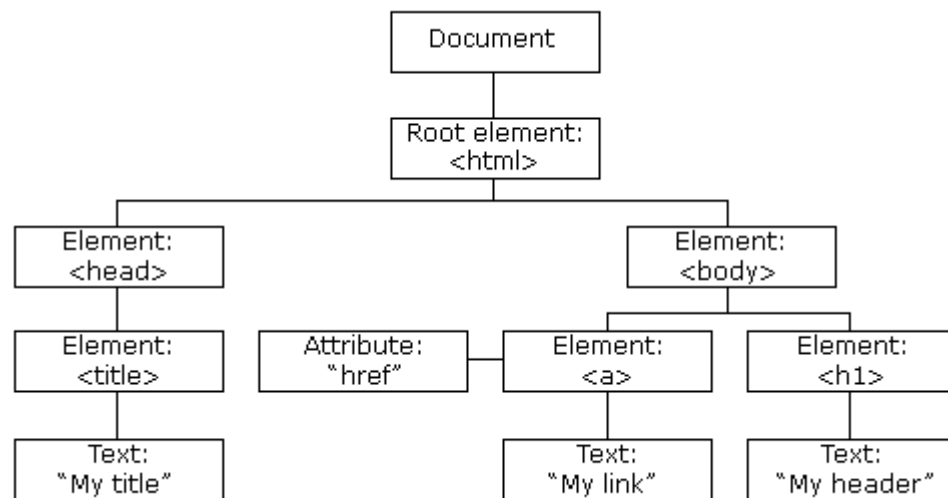 Document
Root element:
<html>
Element:
<head>
Element:
<body>
Element:
<title>
Attribute:
“href”
Element:
<a>
Element:
<h1>
Text:
“My title”
Text:
“My link”
Text:
“My header”